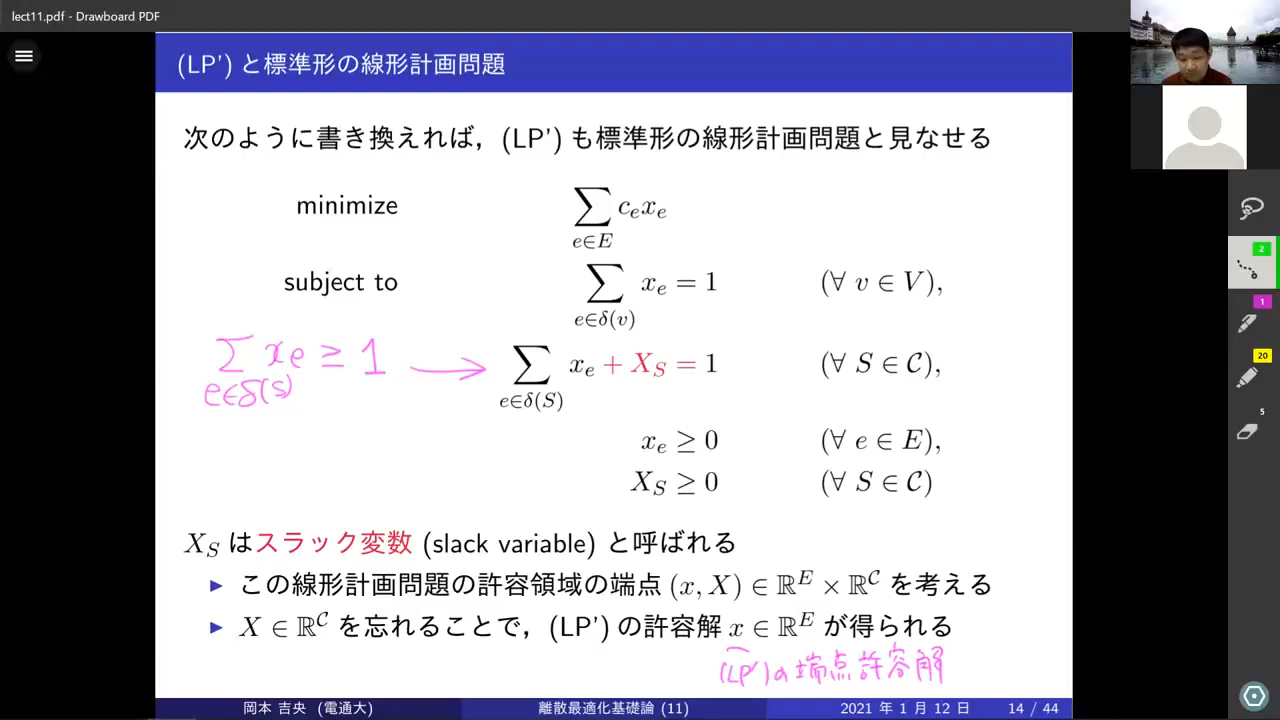 lect11.pdf - Drawboard PDF
(LP') と標準形の線形計画問題
次のように書き換えれば，(LP') も標準形の線形計画問題と見なせる
minimize ∑_{e∈E} c_e x_e
subject to ∑_{e∈δ(v)} x_e = 1 (∀ v ∈ V),
∑_{e∈δ(S)} xe ≥ 1 → ∑_{e∈δ(S)} x_e + X_S = 1 (∀ S ∈ 𝒞),
x_e ≥ 0 (∀ e ∈ E),
X_S ≥ 0 (∀ S ∈ 𝒞)
X_S はスラック変数 (slack variable) と呼ばれる
▶ この線形計画問題の許容領域の端点 (x, X) ∈ ℝ^E × ℝ^𝒞 を考える
▶ X ∈ ℝ^𝒞 を忘れることで，(LP') の許容解 x ∈ ℝ^E が得られる
(LP')の端点許容解
岡本 吉央 (電通大) 離散最適化基礎論 (11) 2021 年 1 月 12 日 14 / 44
2
1
20
5